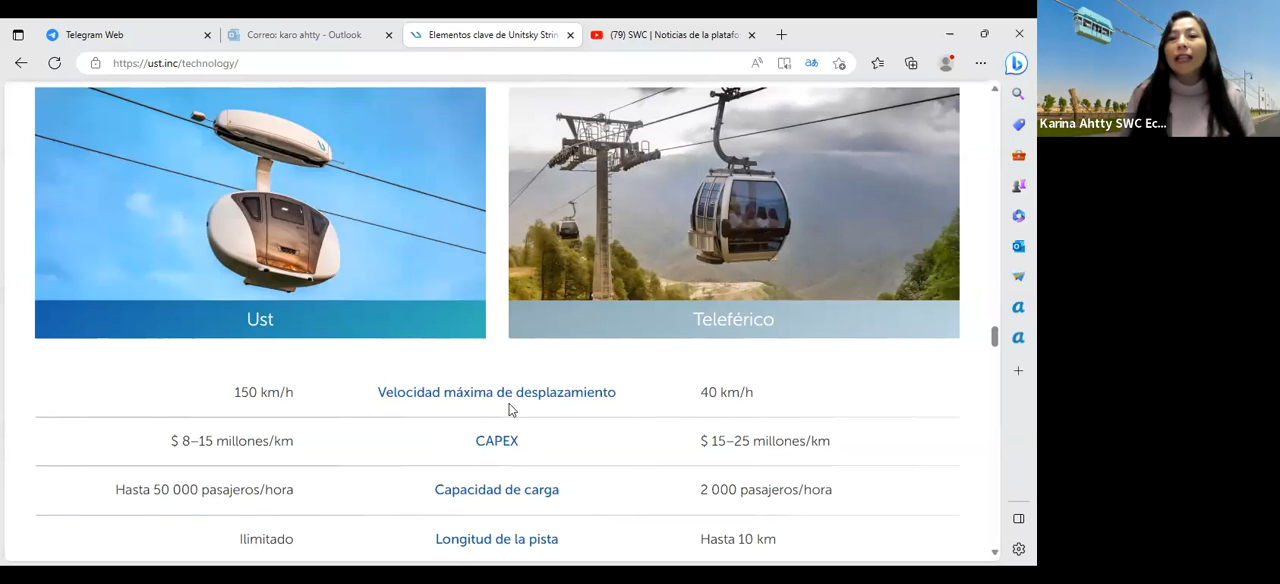 Telegram Web
Correo: karo ahtty - Outlook
Elementos clave de Unitsky Strin
(79) SWC | Noticias de la platafo
https://ust.inc/technology/
Karina Ahtty SWC Ec...
Ust
Teleférico
150 km/h Velocidad máxima de desplazamiento 40 km/h
$ 8–15 millones/km CAPEX $ 15–25 millones/km
Hasta 50 000 pasajeros/hora Capacidad de carga 2 000 pasajeros/hora
Ilimitado Longitud de la pista Hasta 10 km